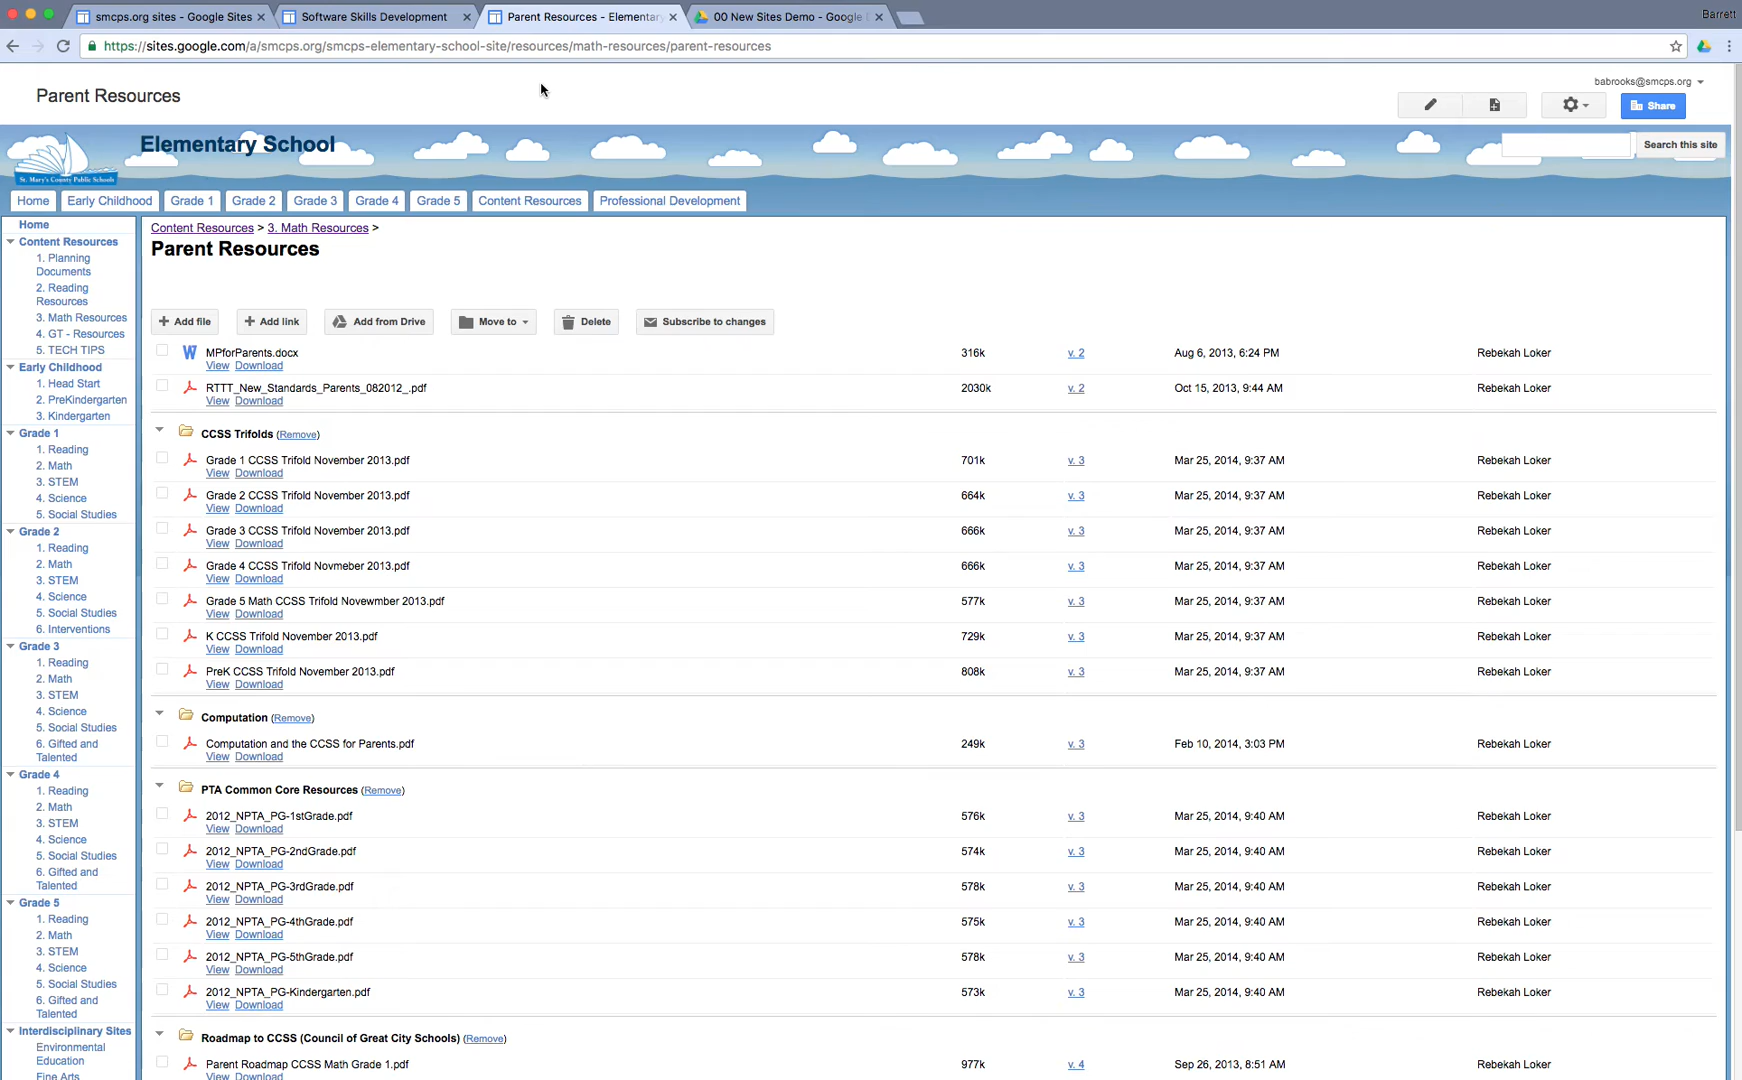 smcps.org sites - Google Sites
Software Skills Development
Parent Resources - Elementary
00 New Sites Demo - Google
Barrett
https://sites.google.com/a/smcps.org/smcps-elementary-school-site/resources/math-resources/parent-resources
babrooks@smcps.org
Parent Resources
Share
Elementary School
St. Mary's County Public Schools
Search this site
Home
Early Childhood
Grade 1
Grade 2
Grade 3
Grade 4
Grade 5
Content Resources
Professional Development
Home
Content Resources
1. Planning
Documents
2. Reading
Resources
3. Math Resources
4. GT - Resources
5. TECH TIPS
Early Childhood
1. Head Start
2. PreKindergarten
3. Kindergarten
Grade 1
1. Reading
2. Math
3. STEM
4. Science
5. Social Studies
Grade 2
1. Reading
2. Math
3. STEM
4. Science
5. Social Studies
6. Interventions
Grade 3
1. Reading
2. Math
3. STEM
4. Science
5. Social Studies
6. Gifted and
Talented
Grade 4
1. Reading
2. Math
3. STEM
4. Science
5. Social Studies
6. Gifted and
Talented
Grade 5
1. Reading
2. Math
3. STEM
4. Science
5. Social Studies
6. Gifted and
Talented
Interdisciplinary Sites
Environmental
Education
Fine Arts
Content Resources > 3. Math Resources >
Parent Resources
Add file
Add link
Add from Drive
Move to
Delete
Subscribe to changes
MPforParents.docx 316k v. 2 Aug 6, 2013, 6:24 PM Rebekah Loker
View Download
RTTT_New_Standards_Parents_082012_.pdf 2030k v. 2 Oct 15, 2013, 9:44 AM Rebekah Loker
View Download
CCSS Trifolds (Remove)
Grade 1 CCSS Trifold November 2013.pdf 701k v. 3 Mar 25, 2014, 9:37 AM Rebekah Loker
View Download
Grade 2 CCSS Trifold November 2013.pdf 664k v. 3 Mar 25, 2014, 9:37 AM Rebekah Loker
View Download
Grade 3 CCSS Trifold November 2013.pdf 666k v. 3 Mar 25, 2014, 9:37 AM Rebekah Loker
View Download
Grade 4 CCSS Trifold Novmeber 2013.pdf 666k v. 3 Mar 25, 2014, 9:37 AM Rebekah Loker
View Download
Grade 5 Math CCSS Trifold Novewmber 2013.pdf 577k v. 3 Mar 25, 2014, 9:37 AM Rebekah Loker
View Download
K CCSS Trifold November 2013.pdf 729k v. 3 Mar 25, 2014, 9:37 AM Rebekah Loker
View Download
PreK CCSS Trifold November 2013.pdf 808k v. 3 Mar 25, 2014, 9:37 AM Rebekah Loker
View Download
Computation (Remove)
Computation and the CCSS for Parents.pdf 249k v. 3 Feb 10, 2014, 3:03 PM Rebekah Loker
View Download
PTA Common Core Resources (Remove)
2012_NPTA_PG-1stGrade.pdf 576k v. 3 Mar 25, 2014, 9:40 AM Rebekah Loker
View Download
2012_NPTA_PG-2ndGrade.pdf 574k v. 3 Mar 25, 2014, 9:40 AM Rebekah Loker
View Download
2012_NPTA_PG-3rdGrade.pdf 578k v. 3 Mar 25, 2014, 9:40 AM Rebekah Loker
View Download
2012_NPTA_PG-4thGrade.pdf 575k v. 3 Mar 25, 2014, 9:40 AM Rebekah Loker
View Download
2012_NPTA_PG-5thGrade.pdf 578k v. 3 Mar 25, 2014, 9:40 AM Rebekah Loker
View Download
2012_NPTA_PG-Kindergarten.pdf 573k v. 3 Mar 25, 2014, 9:40 AM Rebekah Loker
View Download
Roadmap to CCSS (Council of Great City Schools) (Remove)
Parent Roadmap CCSS Math Grade 1.pdf 977k v. 4 Sep 26, 2013, 8:51 AM Rebekah Loker
View Download